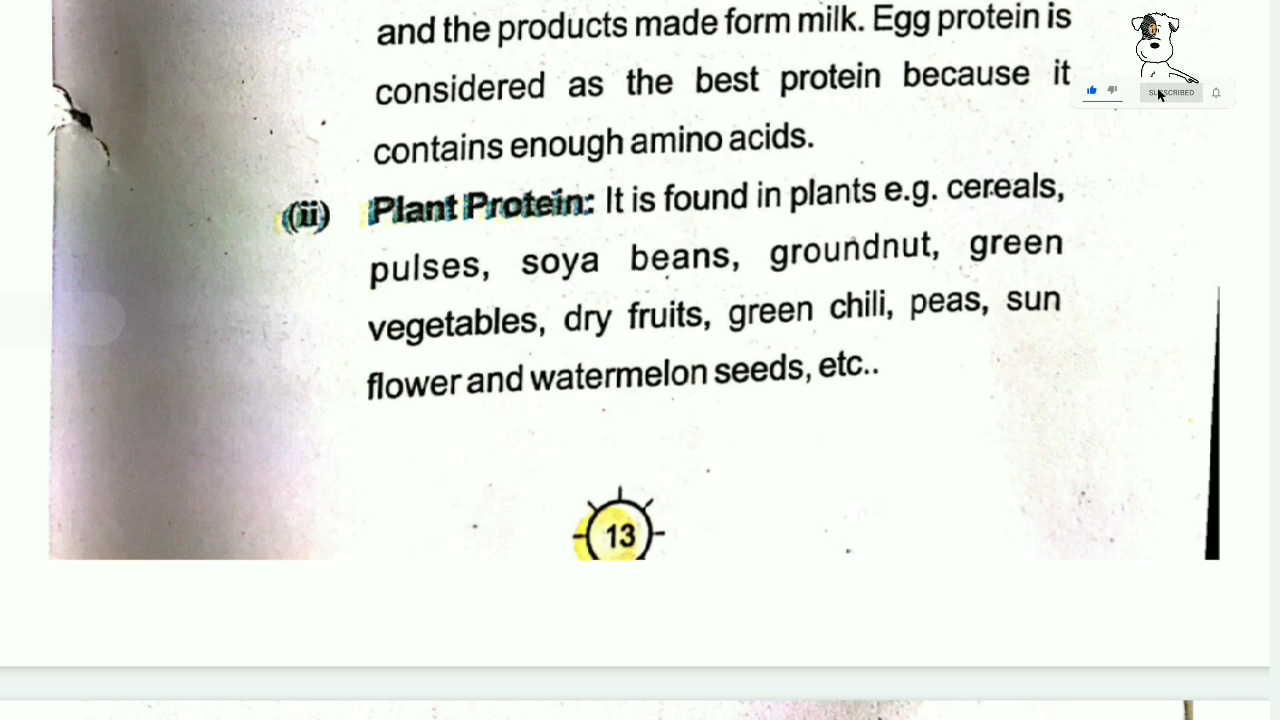 and the products made form milk. Egg protein is
considered as the best protein because it
contains enough amino acids.
(ii) Plant Protein: It is found in plants e.g. cereals,
pulses, soya beans, groundnut, green
vegetables, dry fruits, green chili, peas, sun
flower and watermelon seeds, etc..
13
SUBSCRIBED